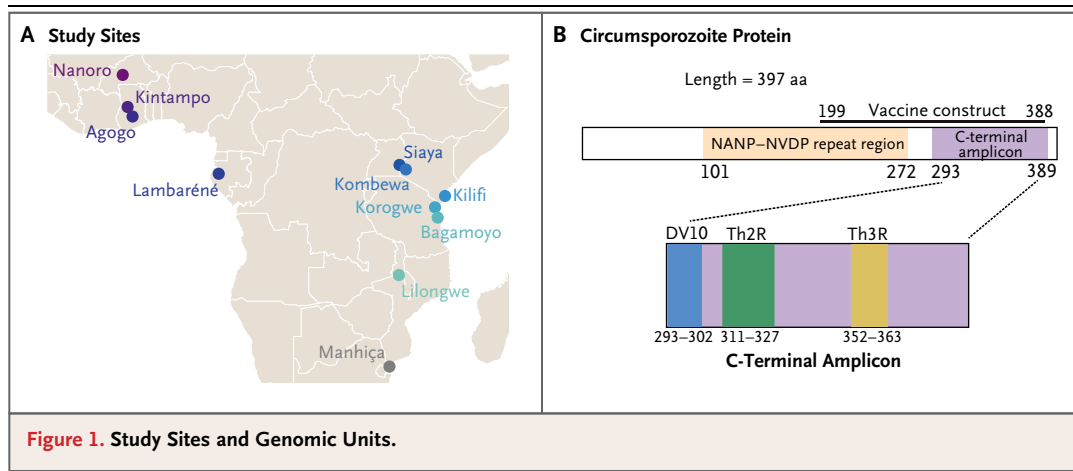 A Study Sites
Nanoro
Kintampo
Agogo
Lambaréné
Siaya
Kombewa
Kilifi
Korogwe
Bagamoyo
Lilongwe
Manhiça
B Circumsporozoite Protein
Length = 397 aa
199 Vaccine construct 388
NANP–NVDP repeat region
C-terminal
amplicon
101 272 293 389
DV10 Th2R Th3R
293–302 311–327 352–363
C-Terminal Amplicon
Figure 1. Study Sites and Genomic Units.